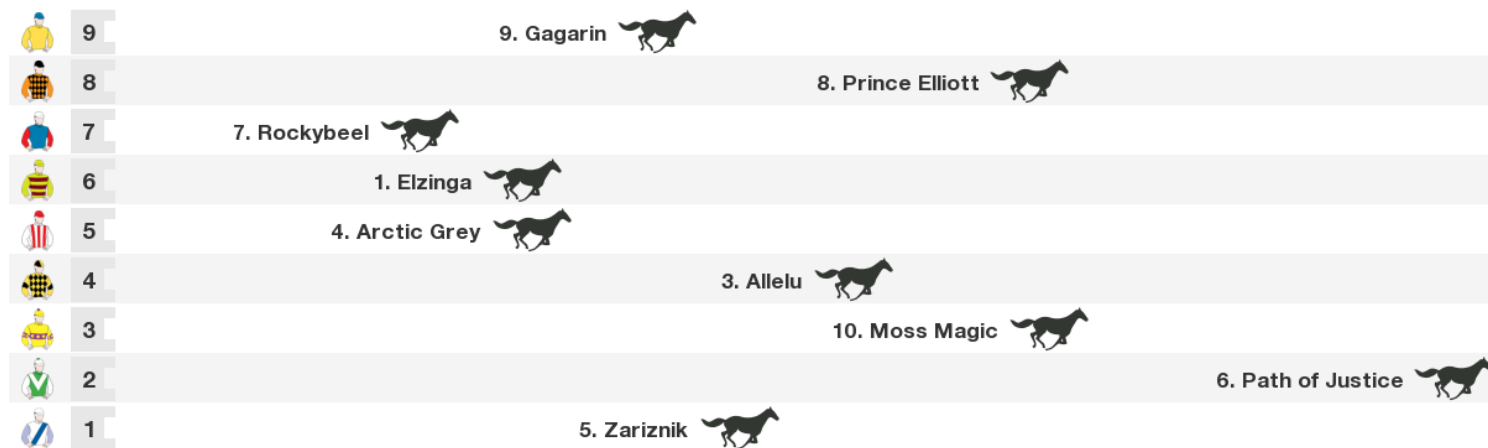 9 9. Gagarin
8 8. Prince Elliott
7 7. Rockybeel
6 1. Elzinga
5 4. Arctic Grey
4 3. Allelu
3 10. Moss Magic
2 6. Path of Justice
1 5. Zariznik